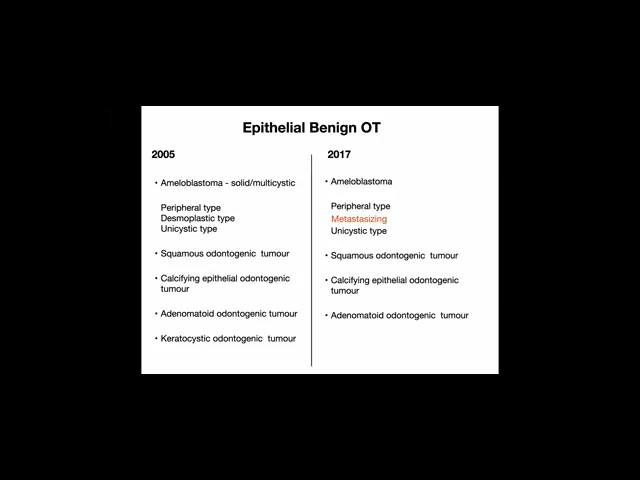 Epithelial Benign OT
2005
• Ameloblastoma - solid/multicystic
Peripheral type
Desmoplastic type
Unicystic type
• Squamous odontogenic tumour
• Calcifying epithelial odontogenic
tumour
• Adenomatoid odontogenic tumour
• Keratocystic odontogenic tumour
2017
• Ameloblastoma
Peripheral type
Metastasizing
Unicystic type
• Squamous odontogenic tumour
• Calcifying epithelial odontogenic
tumour
• Adenomatoid odontogenic tumour